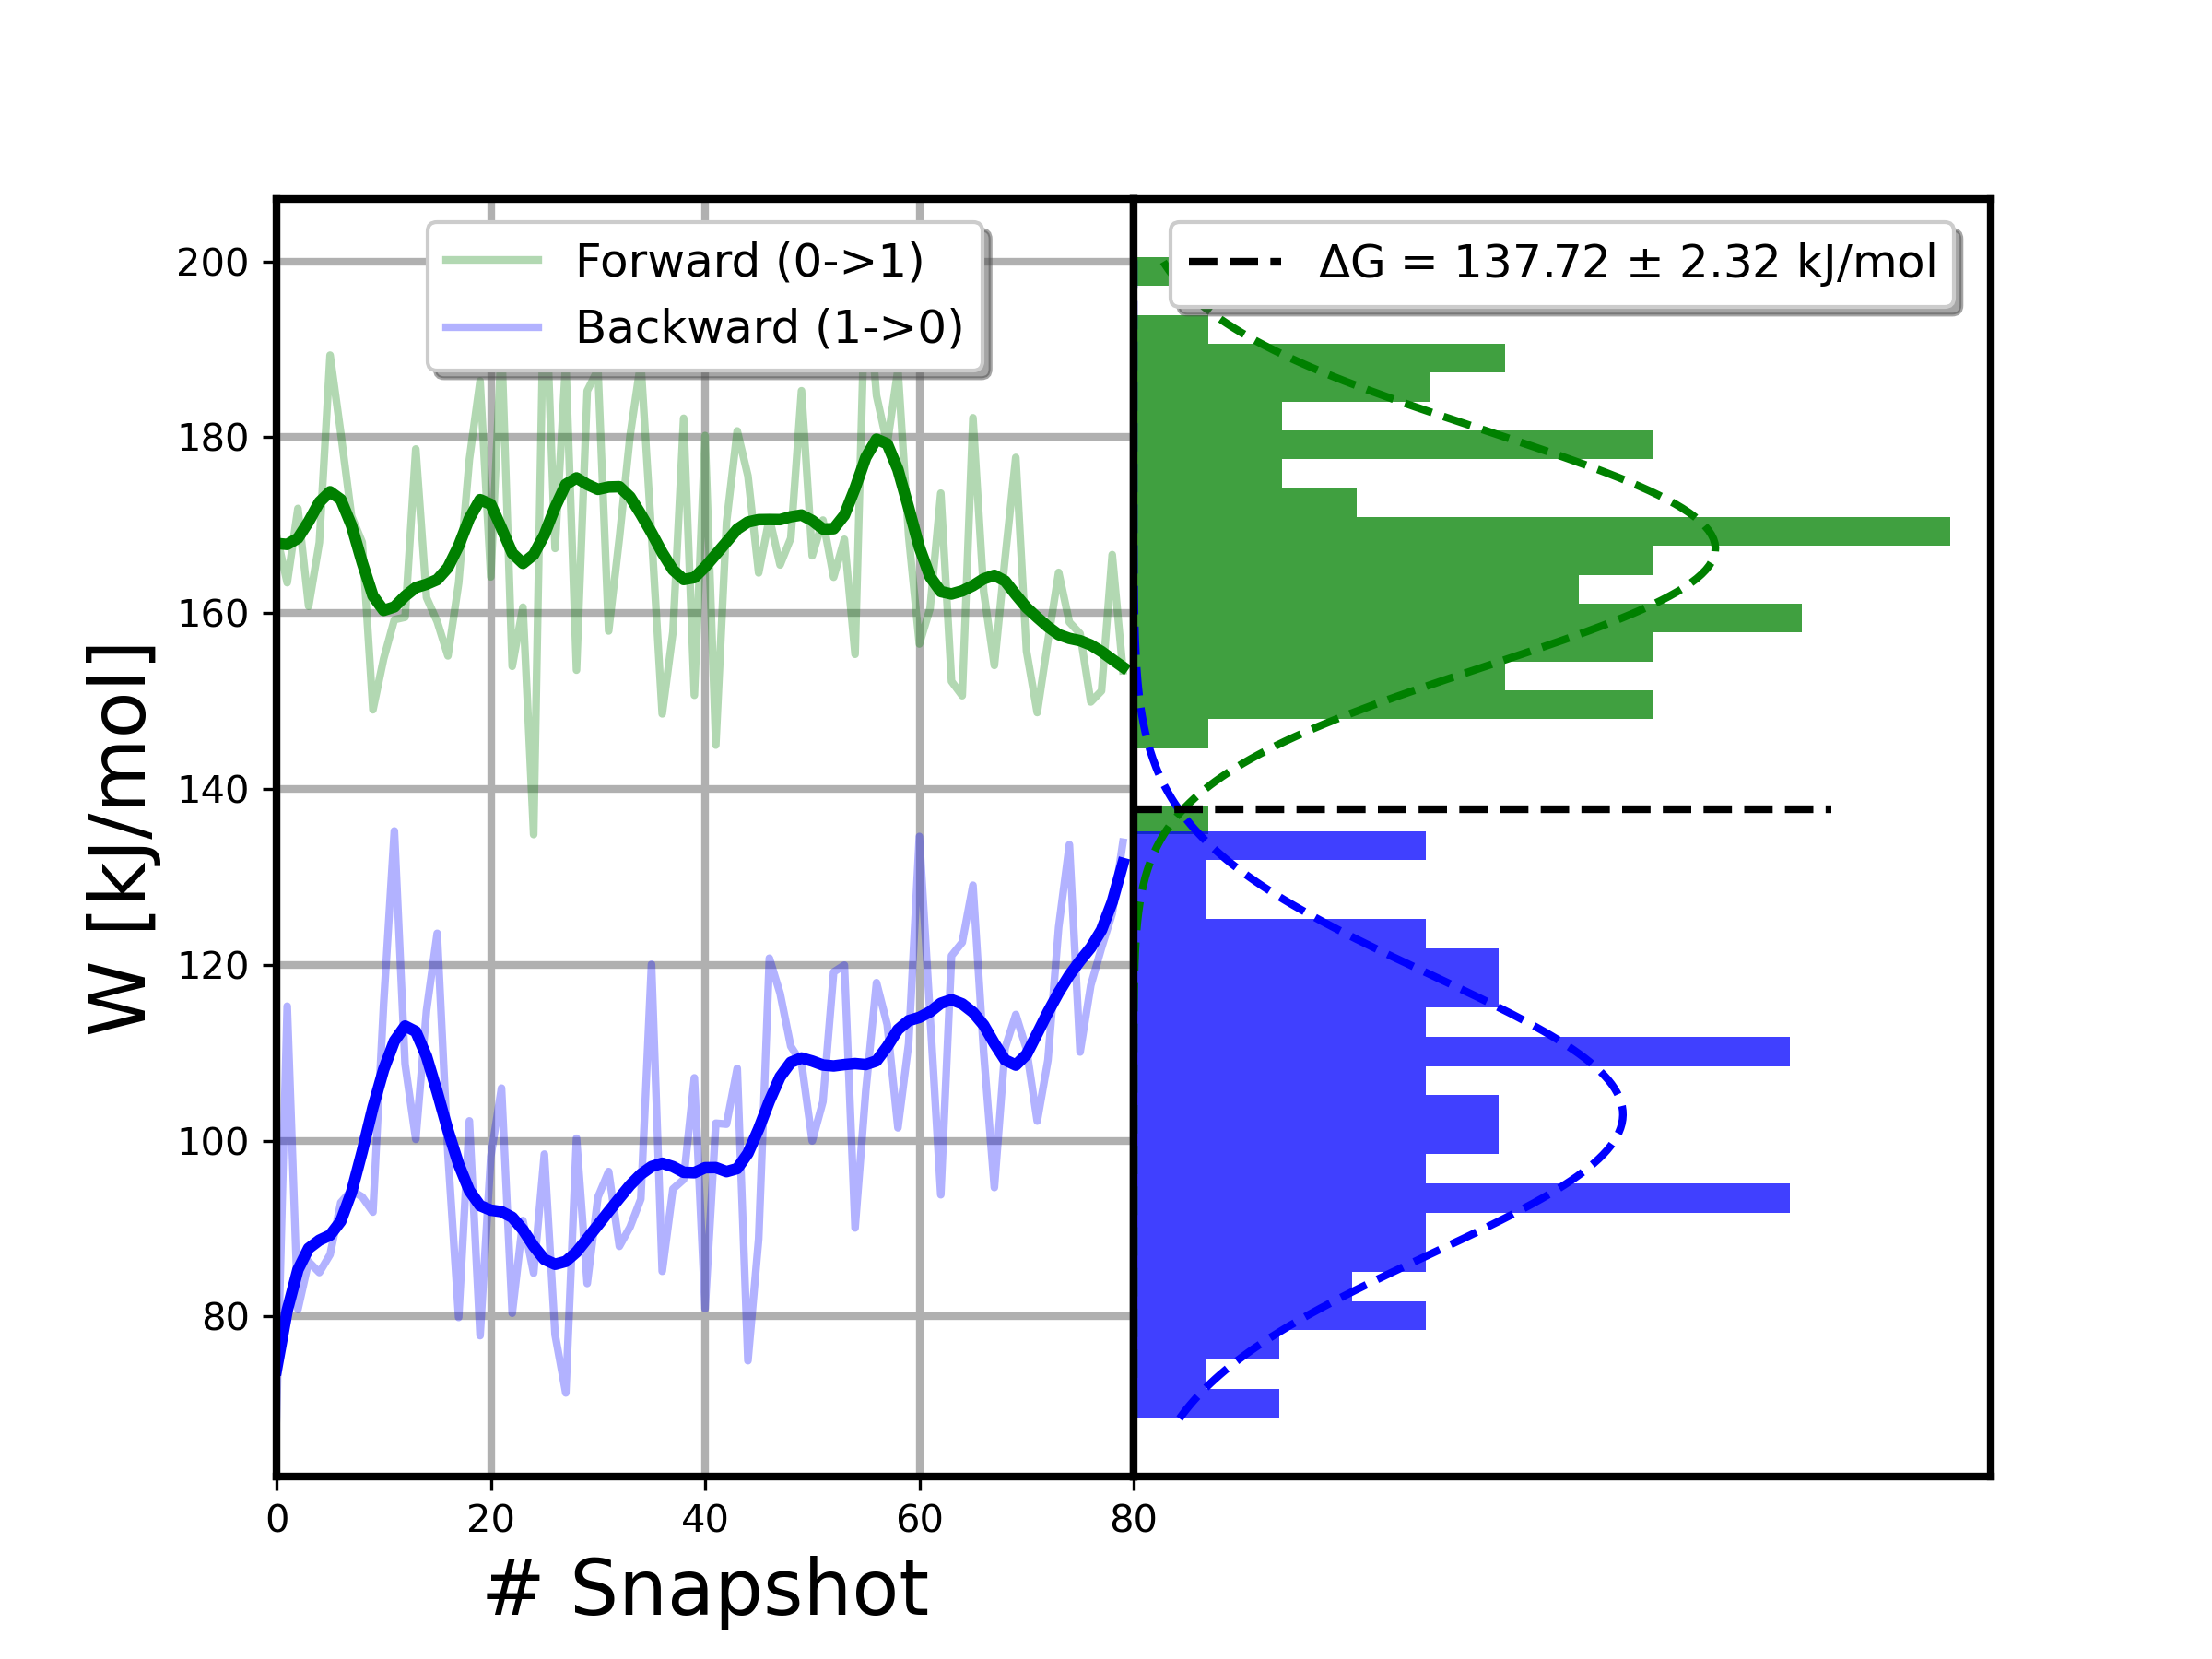 Forward (0->1)
Backward (1->0)
ΔG = 137.72 ± 2.32 kJ/mol
W [kJ/mol]
200
180
160
140
120
100
80
0 20 40 60 80
# Snapshot